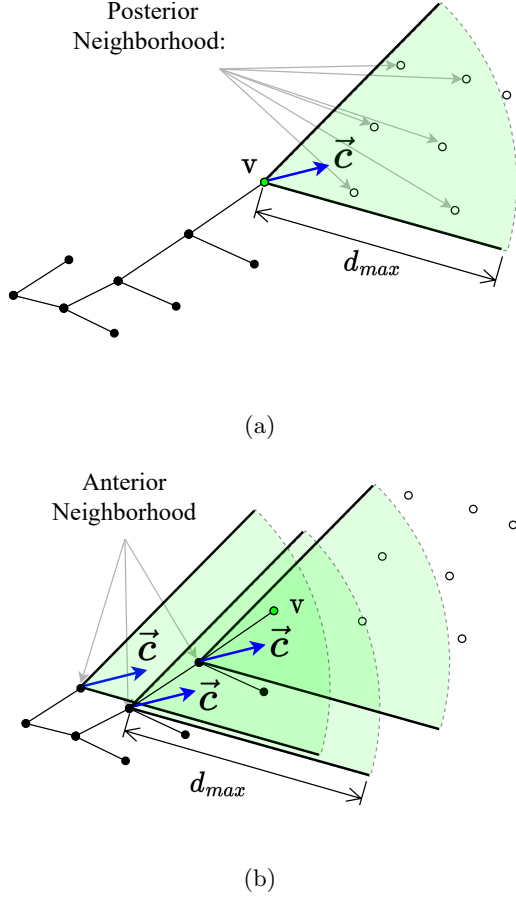 Posterior
Neighborhood:
v
c⃗
d_max
(a)
Anterior
Neighborhood
v
c⃗
c⃗
c⃗
d_max
(b)